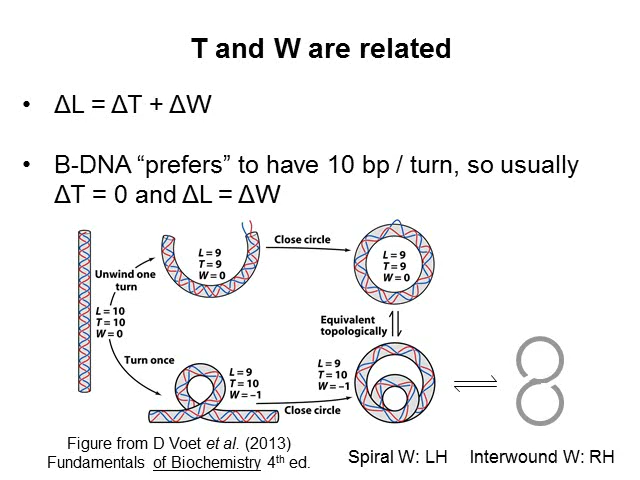 T and W are related
• ΔL = ΔT + ΔW
• B-DNA “prefers” to have 10 bp / turn, so usually
ΔT = 0 and ΔL = ΔW
Unwind one
turn
L = 10
T = 10
W = 0
Turn once
L = 9
T = 9
W = 0
Close circle
L = 9
T = 9
W = 0
Equivalent
topologically
L = 9
T = 10
W = –1
Close circle
L = 9
T = 10
W = –1
Figure from D Voet et al. (2013)
Fundamentals of Biochemistry 4th ed.
Spiral W: LH
Interwound W: RH